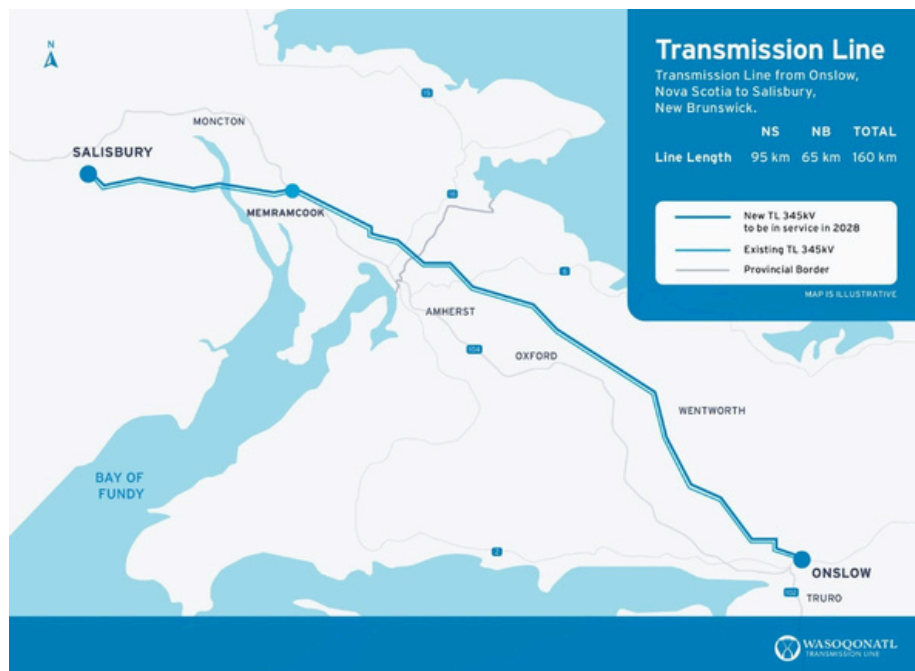 N
Transmission Line
Transmission Line from Onslow,
Nova Scotia to Salisbury,
New Brunswick.
NS NB TOTAL
Line Length 95 km 65 km 160 km
New TL 345kV
to be in service in 2028
Existing TL 345kV
Provincial Border
MAP IS ILLUSTRATIVE
15
MONCTON
SALISBURY
MEMRAMCOOK
16
6
AMHERST
104
OXFORD
WENTWORTH
BAY OF
FUNDY
2
ONSLOW
102
TRURO
WASOQONATL
TRANSMISSION LINE